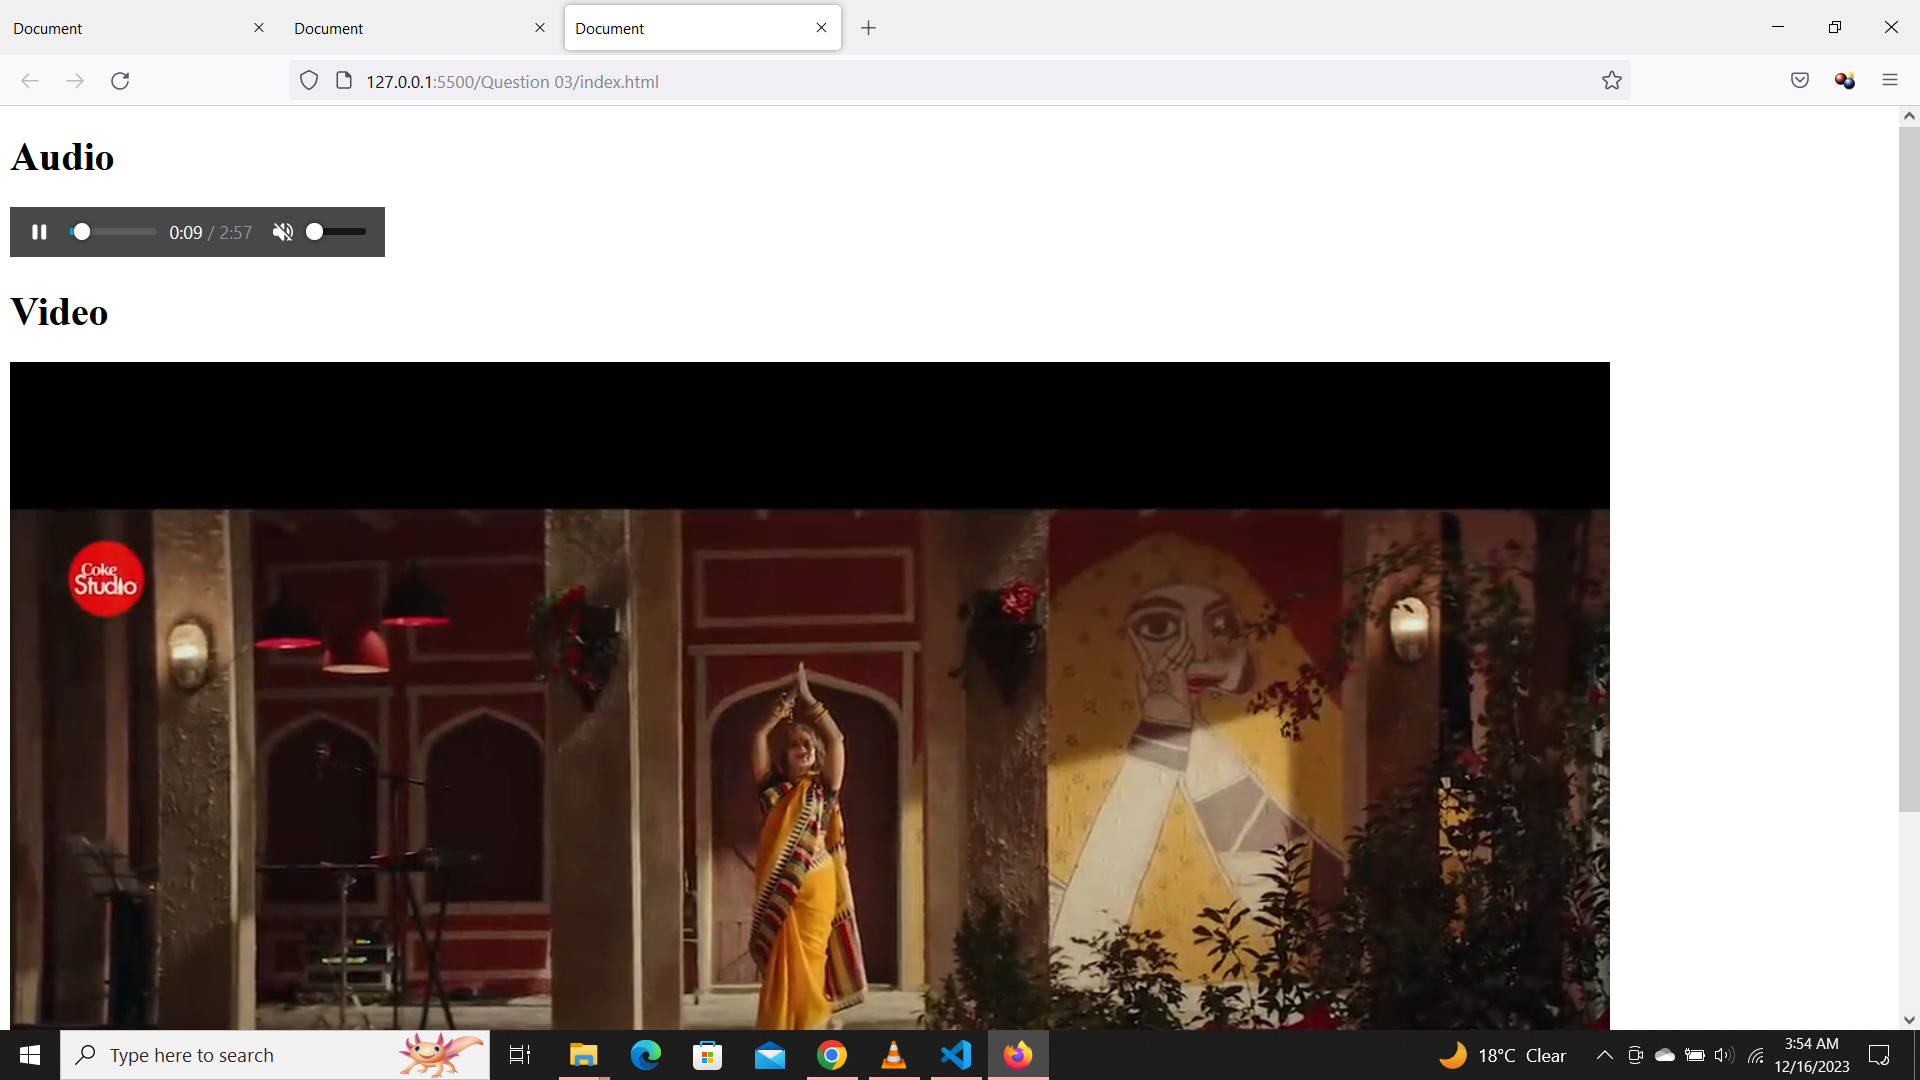 Document
Document
Document
127.0.0.1:5500/Question 03/index.html
Audio
0:09 / 2:57
Video
Coke
Studio
Type here to search
18°C Clear
3:54 AM
12/16/2023